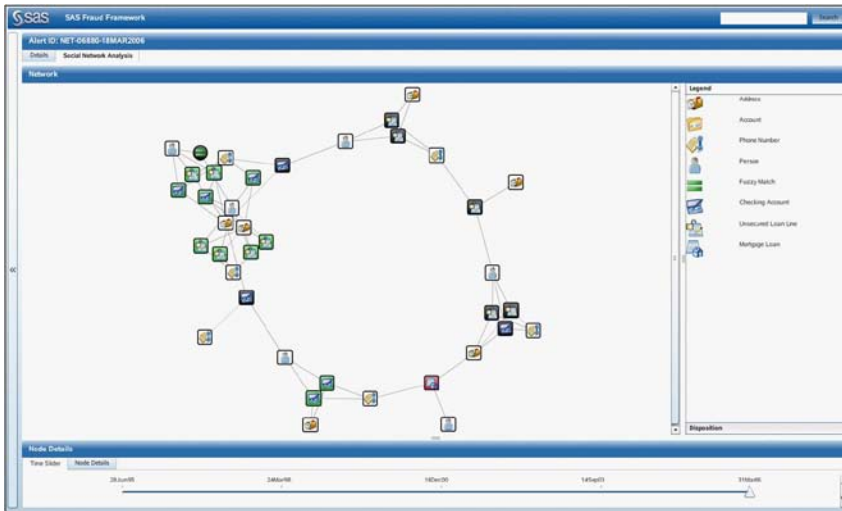 sas SAS Fraud Framework Search
Alert ID: NET-06880-18MAR2006
Details Social Network Analysis
Network
Legend
Address
Account
Phone Number
Person
Fuzzy Match
Checking Account
Unsecured Loan Line
Mortgage Loan
Disposition
Node Details
Time Slider Node Details